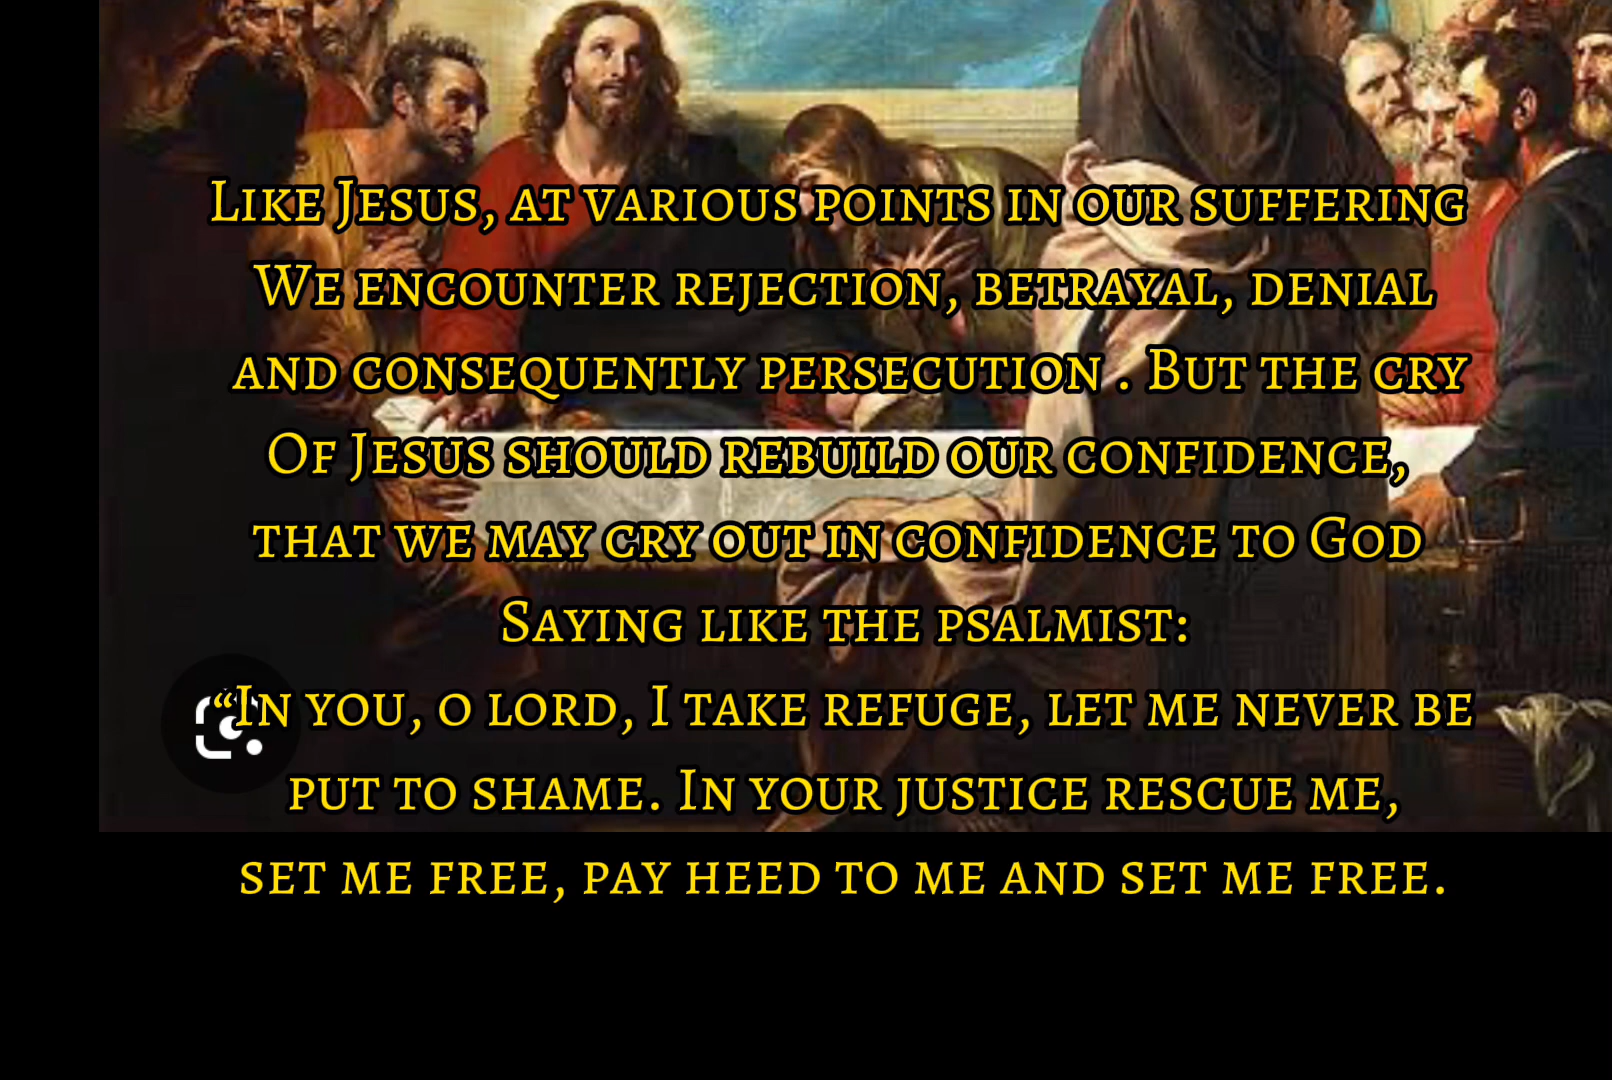 Like Jesus, at various points in our suffering
We encounter rejection, betrayal, denial
and consequently persecution . But the cry
Of Jesus should rebuild our confidence,
that we may cry out in confidence to God
Saying like the psalmist:
“In you, o lord, I take refuge, let me never be
put to shame. In your justice rescue me,
set me free, pay heed to me and set me free.